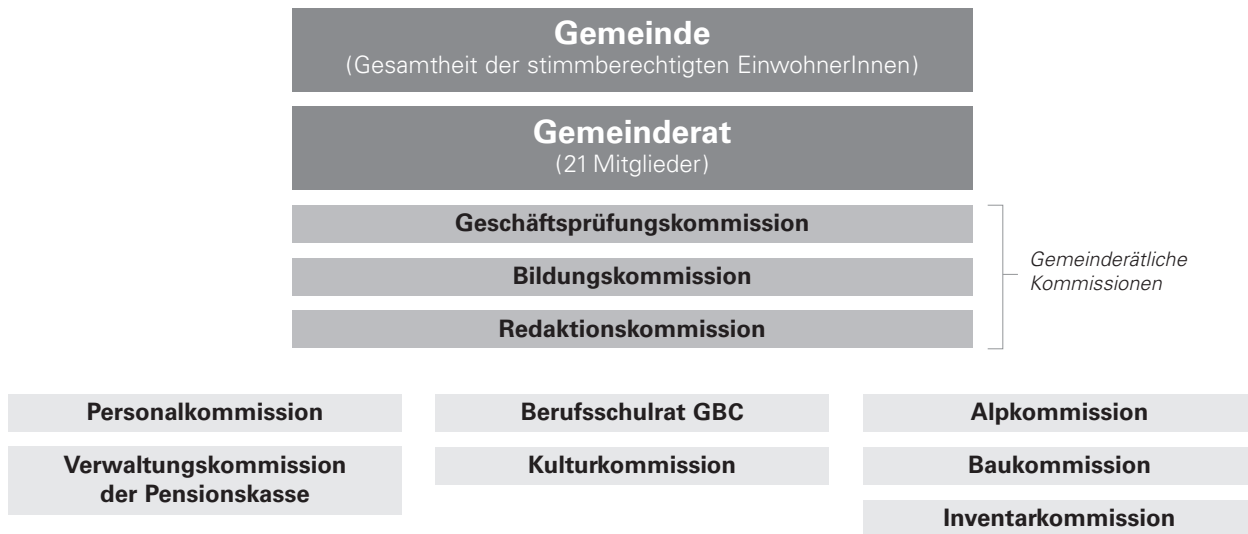 Gemeinde
(Gesamtheit der stimmberechtigten EinwohnerInnen)
Gemeinderat
(21 Mitglieder)
Geschäftsprüfungskommission
Bildungskommission
Redaktionskommission
Gemeinderätliche
Kommissionen
Personalkommission
Verwaltungskommission
der Pensionskasse
Berufsschulrat GBC
Kulturkommission
Alpkommission
Baukommission
Inventarkommission